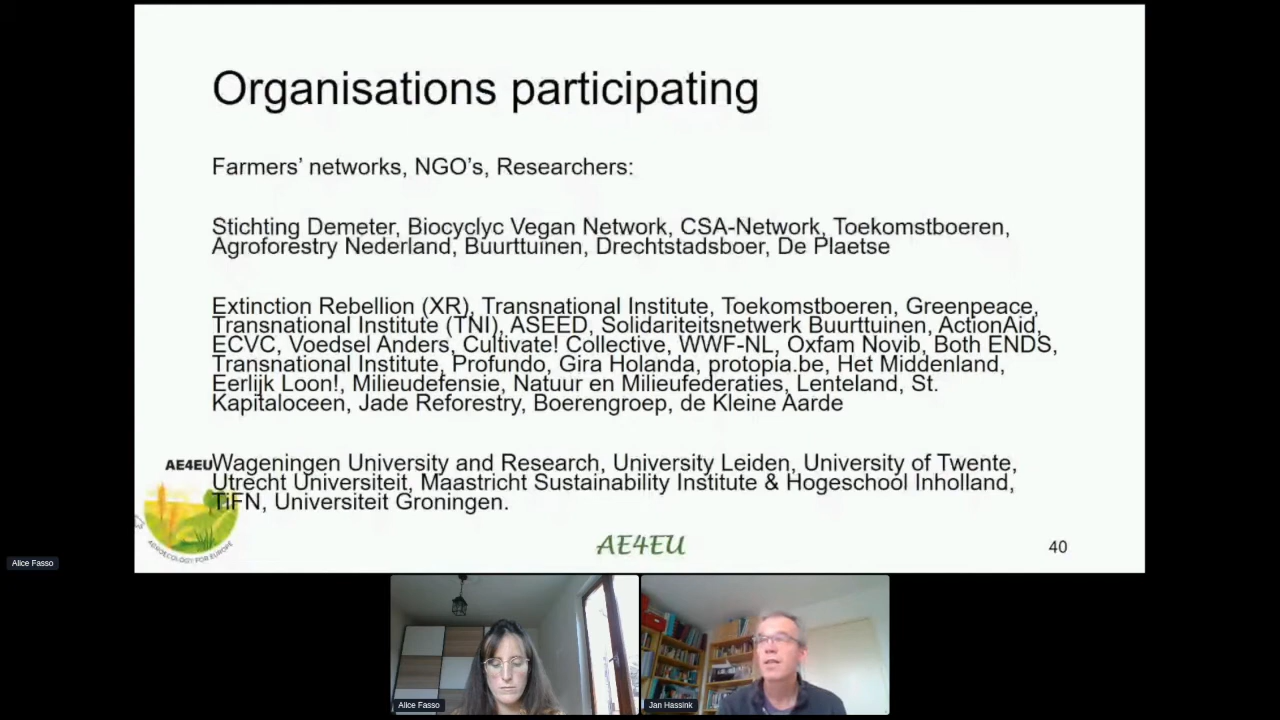 Organisations participating
Farmers’ networks, NGO’s, Researchers:
Stichting Demeter, Biocyclyc Vegan Network, CSA-Network, Toekomstboeren,
Agroforestry Nederland, Buurttuinen, Drechtstadsboer, De Plaetse
Extinction Rebellion (XR), Transnational Institute, Toekomstboeren, Greenpeace,
Transnational Institute (TNI), ASEED, Solidariteitsnetwerk Buurttuinen, ActionAid,
ECVC, Voedsel Anders, Cultivate! Collective, WWF-NL, Oxfam Novib, Both ENDS,
Transnational Institute, Profundo, Gira Holanda, protopia.be, Het Middenland,
Eerlijk Loon!, Milieudefensie, Natuur en Milieufederaties, Lenteland, St.
Kapitaloceen, Jade Reforestry, Boerengroep, de Kleine Aarde
AE4EU
Wageningen University and Research, University Leiden, University of Twente,
Utrecht Universiteit, Maastricht Sustainability Institute & Hogeschool Inholland,
TiFN, Universiteit Groningen.
AGROECOLOGY FOR EUROPE
AE4EU
40
Alice Fasso
Alice Fasso
Jan Hassink